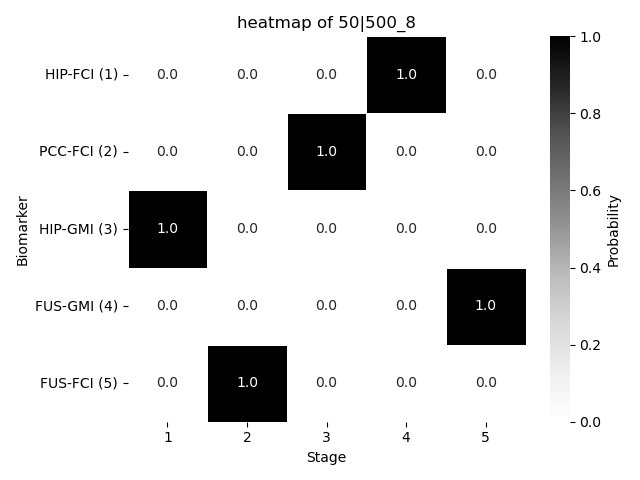 heatmap of 50|500_8
HIP-FCI (1) 0.0 0.0 0.0 1.0 0.0
PCC-FCI (2) 0.0 0.0 1.0 0.0 0.0
HIP-GMI (3) 1.0 0.0 0.0 0.0 0.0
FUS-GMI (4) 0.0 0.0 0.0 0.0 1.0
FUS-FCI (5) 0.0 1.0 0.0 0.0 0.0
1 2 3 4 5
Stage
Biomarker
1.0
0.8
0.6
0.4
0.2
0.0
Probability